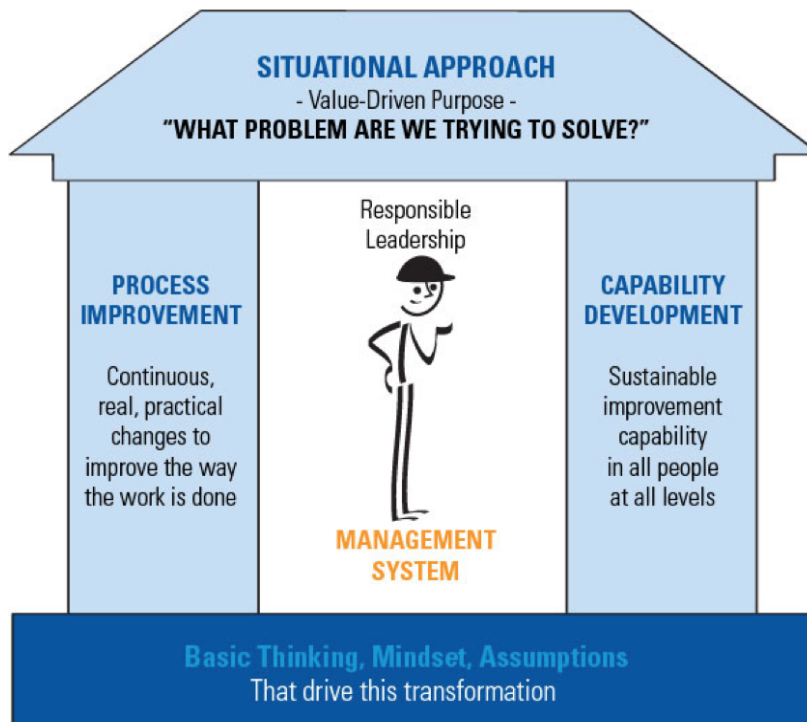 SITUATIONAL APPROACH
- Value-Driven Purpose -
“WHAT PROBLEM ARE WE TRYING TO SOLVE?”
Responsible
Leadership
PROCESS
IMPROVEMENT
Continuous,
real, practical
changes to
improve the way
the work is done
MANAGEMENT
SYSTEM
CAPABILITY
DEVELOPMENT
Sustainable
improvement
capability
in all people
at all levels
Basic Thinking, Mindset, Assumptions
That drive this transformation